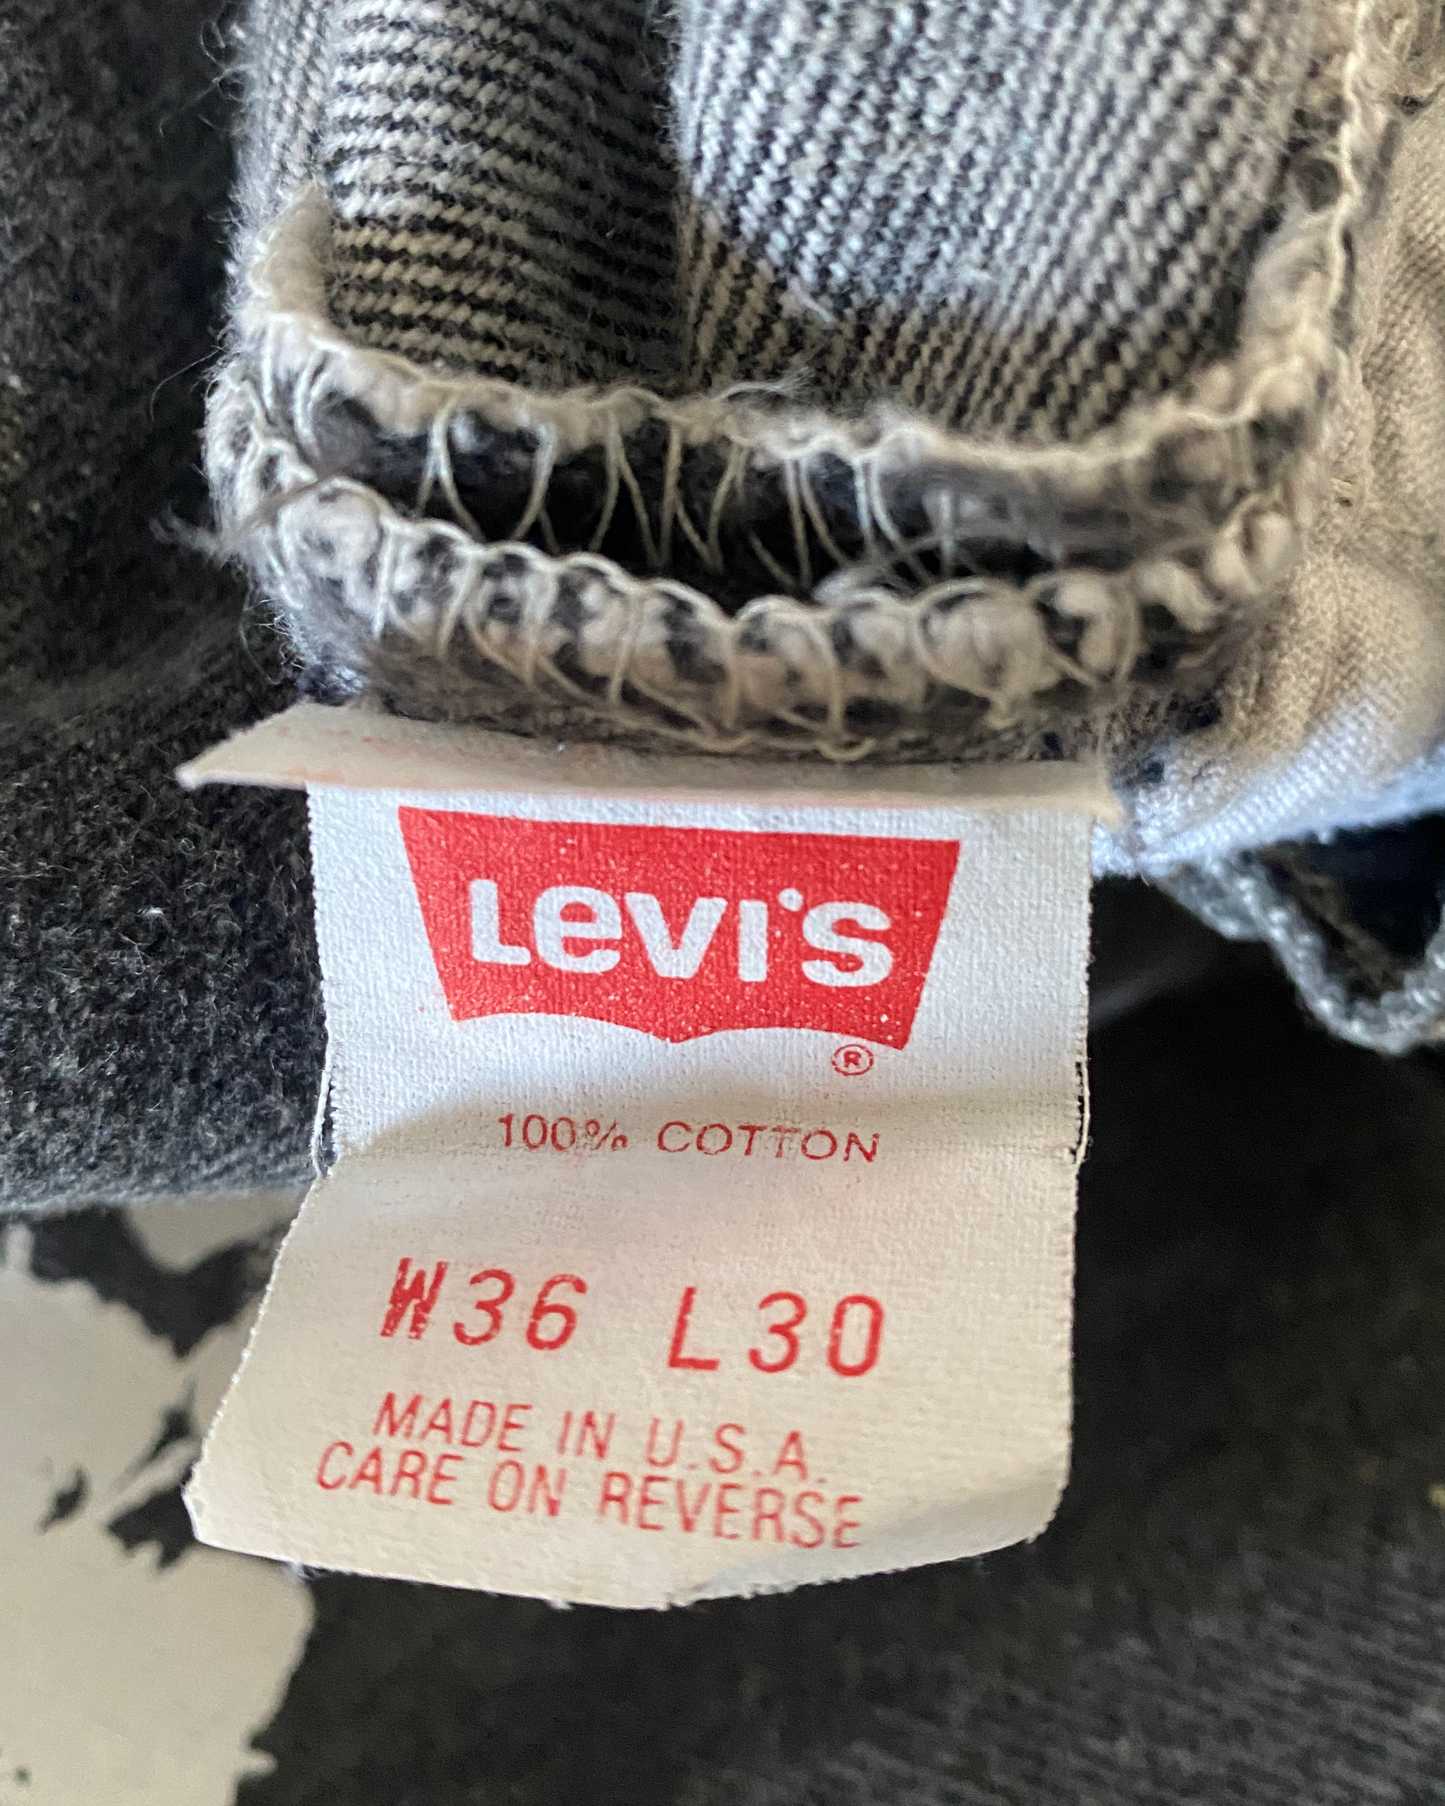 Levi's
®
100% COTTON
W36 L30
MADE IN U.S.A.
CARE ON REVERSE